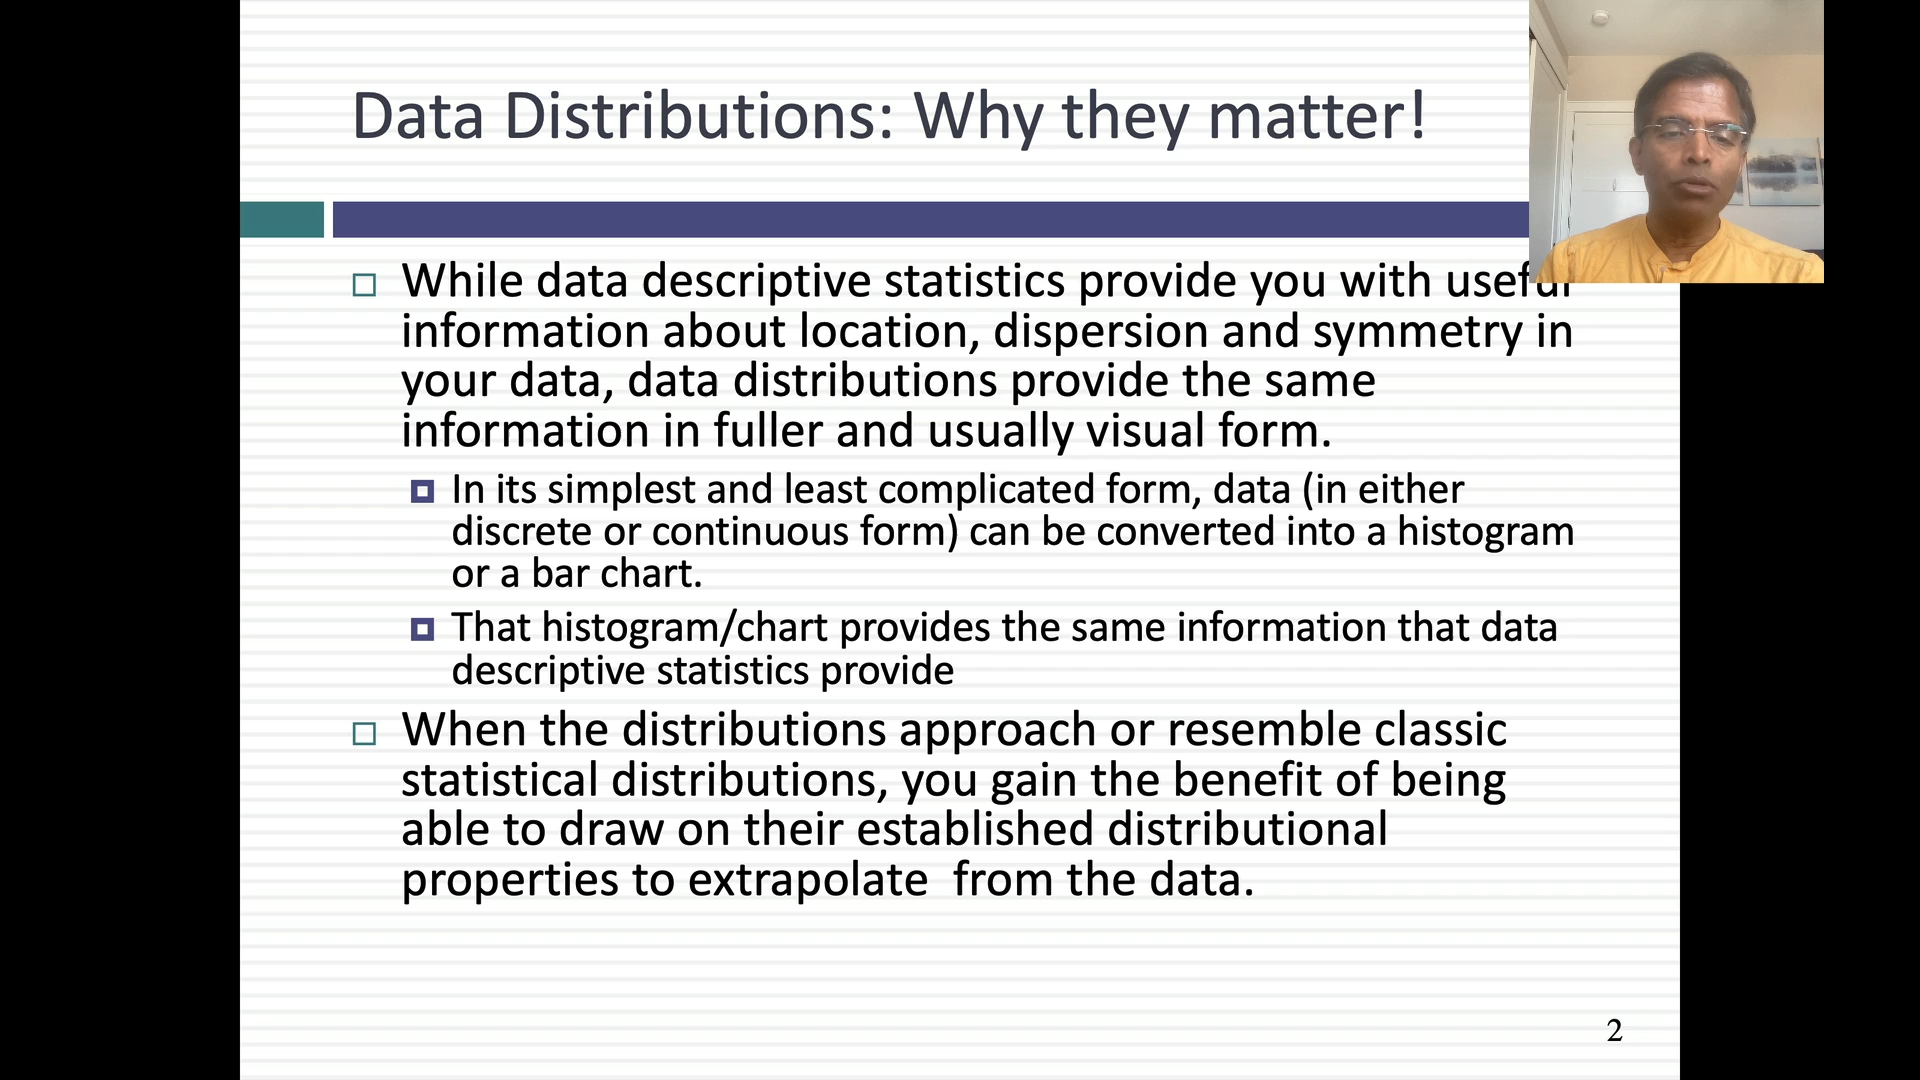 Data Distributions: Why they matter!
While data descriptive statistics provide you with useful
information about location, dispersion and symmetry in
your data, data distributions provide the same
information in fuller and usually visual form.
In its simplest and least complicated form, data (in either
discrete or continuous form) can be converted into a histogram
or a bar chart.
That histogram/chart provides the same information that data
descriptive statistics provide
When the distributions approach or resemble classic
statistical distributions, you gain the benefit of being
able to draw on their established distributional
properties to extrapolate  from the data.
2